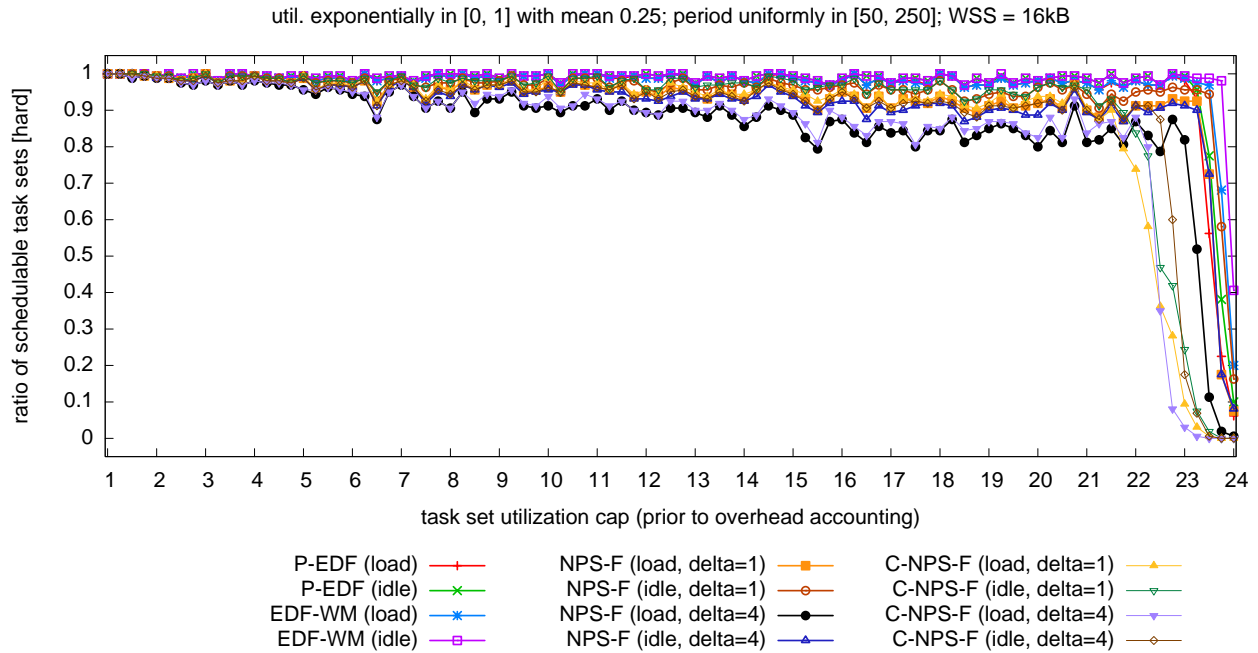 util. exponentially in [0, 1] with mean 0.25; period uniformly in [50, 250]; WSS = 16kB
ratio of schedulable task sets [hard]
1
0.9
0.8
0.7
0.6
0.5
0.4
0.3
0.2
0.1
0
1 2 3 4 5 6 7 8 9 10 11 12 13 14 15 16 17 18 19 20 21 22 23 24
task set utilization cap (prior to overhead accounting)
P-EDF (load)
P-EDF (idle)
EDF-WM (load)
EDF-WM (idle)
NPS-F (load, delta=1)
NPS-F (idle, delta=1)
NPS-F (load, delta=4)
NPS-F (idle, delta=4)
C-NPS-F (load, delta=1)
C-NPS-F (idle, delta=1)
C-NPS-F (load, delta=4)
C-NPS-F (idle, delta=4)